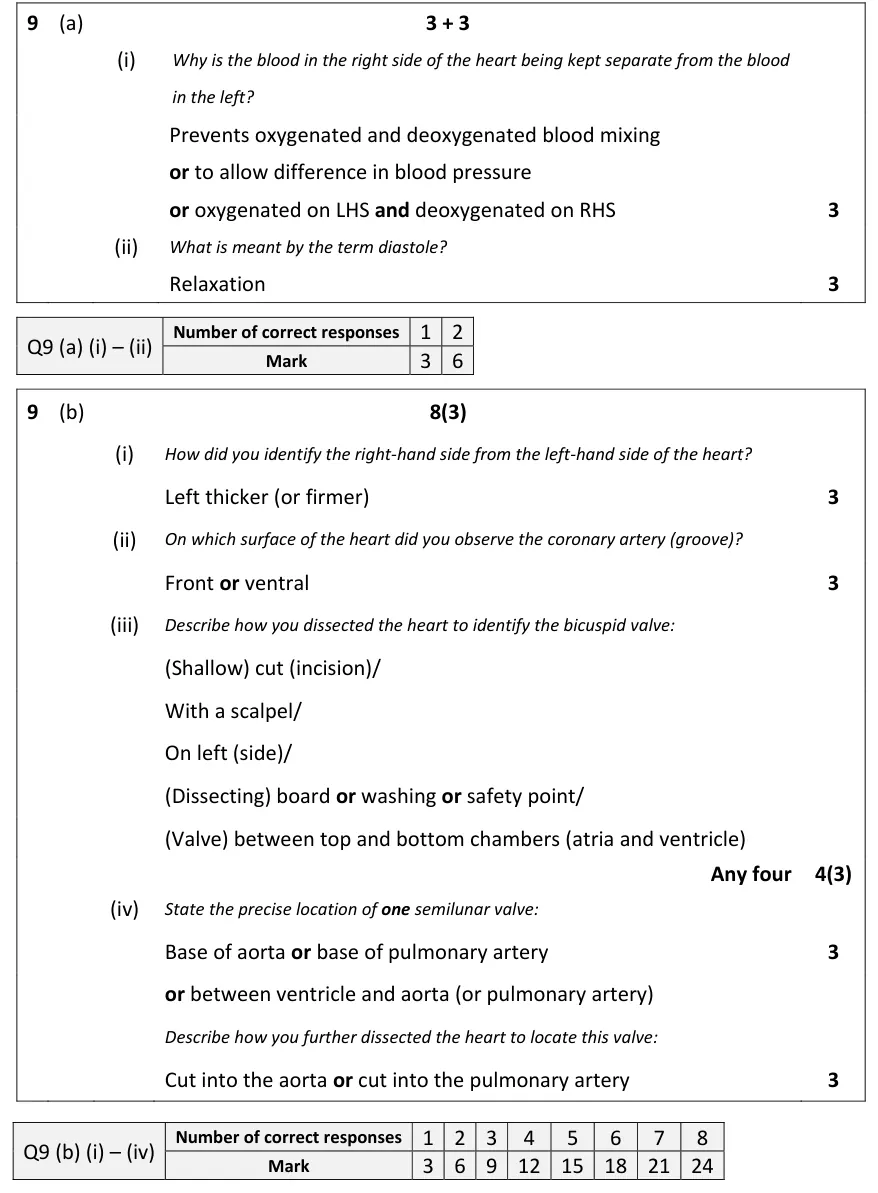 9 (a) 3 + 3
(i) Why is the blood in the right side of the heart being kept separate from the blood
in the left?
Prevents oxygenated and deoxygenated blood mixing
or to allow difference in blood pressure
or oxygenated on LHS and deoxygenated on RHS 3
(ii) What is meant by the term diastole?
Relaxation 3
Q9 (a) (i) – (ii) Number of correct responses 1 2
Mark 3 6
9 (b) 8(3)
(i) How did you identify the right-hand side from the left-hand side of the heart?
Left thicker (or firmer) 3
(ii) On which surface of the heart did you observe the coronary artery (groove)?
Front or ventral 3
(iii) Describe how you dissected the heart to identify the bicuspid valve:
(Shallow) cut (incision)/
With a scalpel/
On left (side)/
(Dissecting) board or washing or safety point/
(Valve) between top and bottom chambers (atria and ventricle)
Any four 4(3)
(iv) State the precise location of one semilunar valve:
Base of aorta or base of pulmonary artery 3
or between ventricle and aorta (or pulmonary artery)
Describe how you further dissected the heart to locate this valve:
Cut into the aorta or cut into the pulmonary artery 3
Q9 (b) (i) – (iv) Number of correct responses 1 2 3 4 5 6 7 8
Mark 3 6 9 12 15 18 21 24